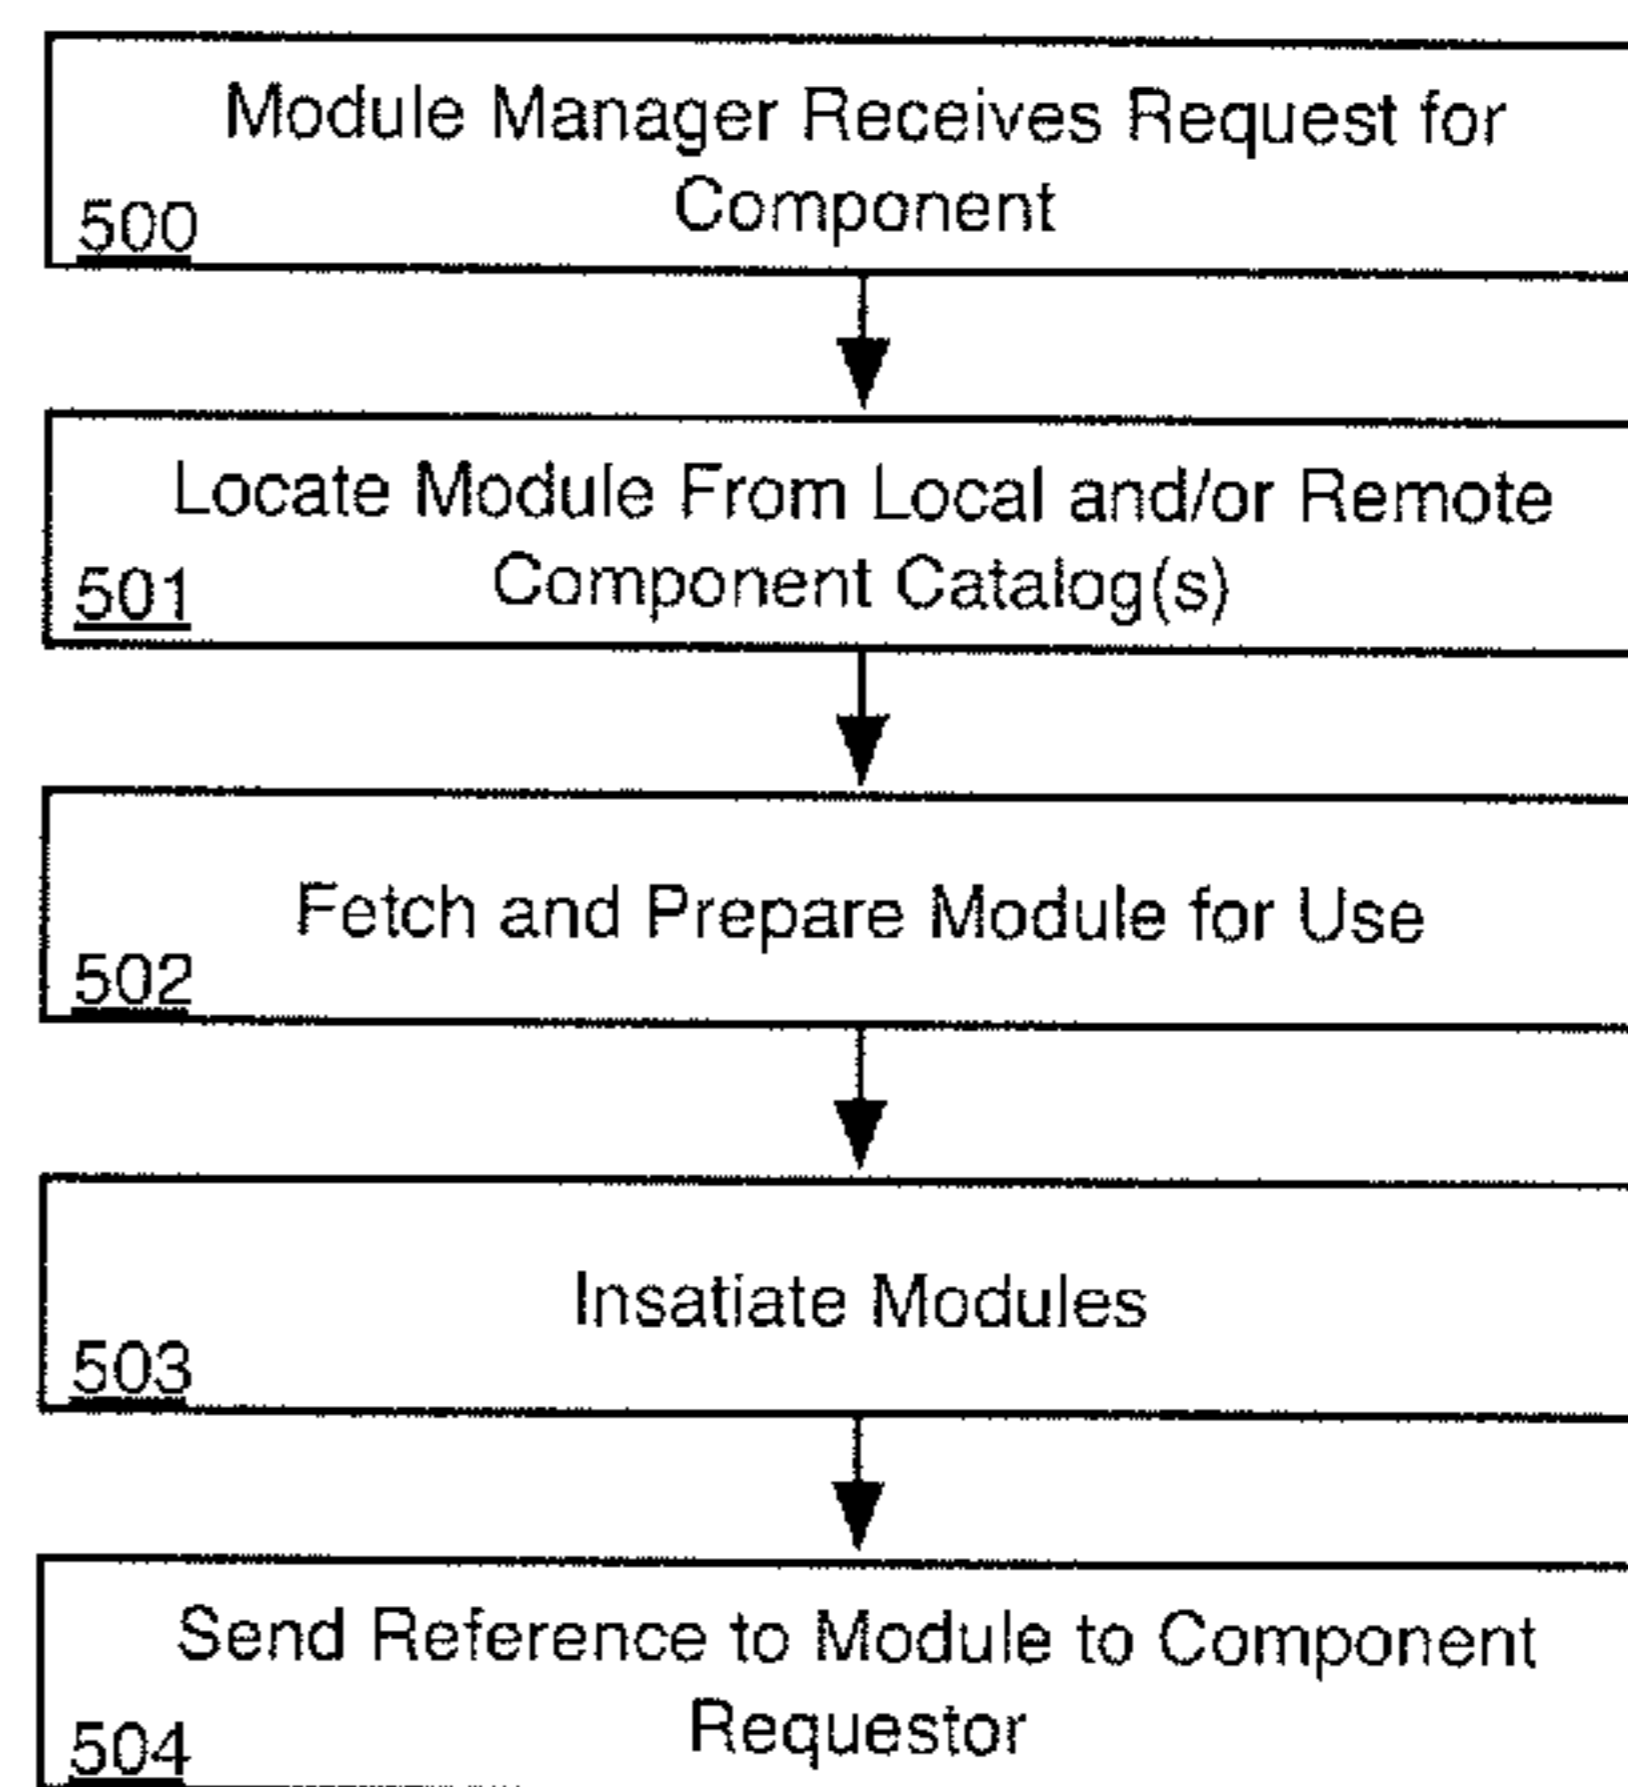 Module Manager Receives Request for
Component
500
Locate Module From Local and/or Remote
Component Catalog(s)
501
Fetch and Prepare Module for Use
502
Insatiate Modules
503
Send Reference to Module to Component
Requestor
504